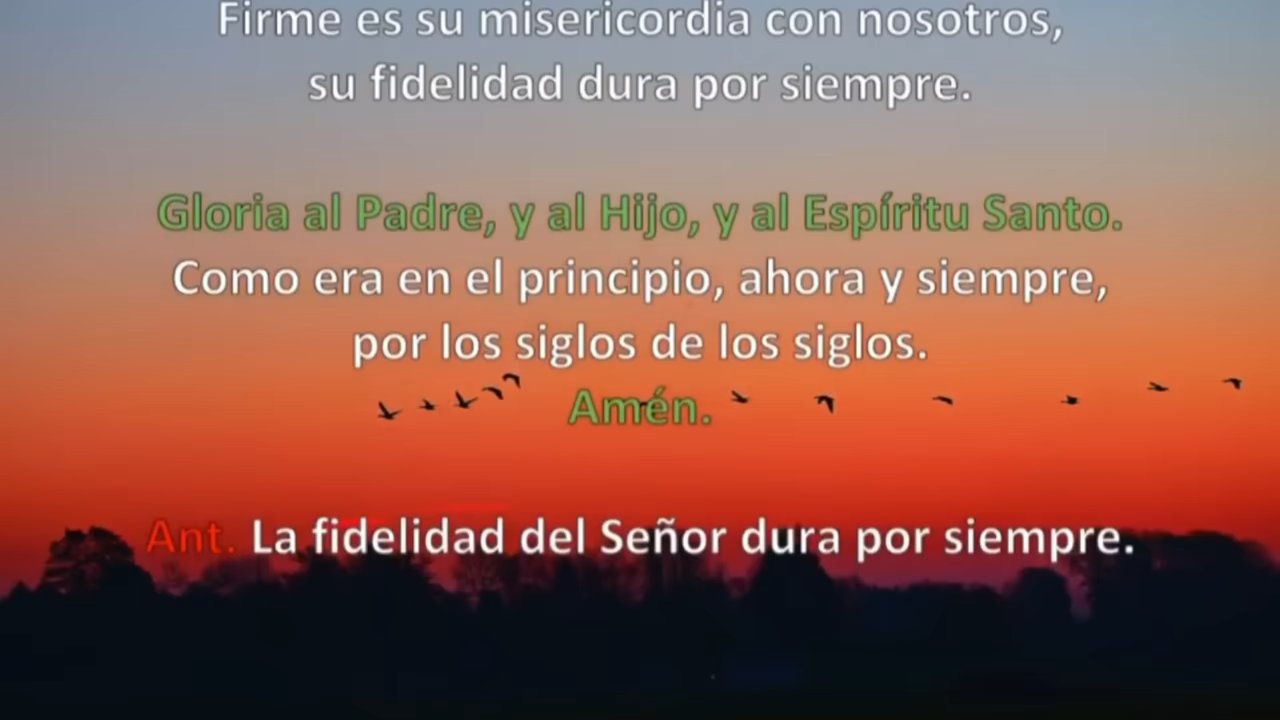 Firme es su misericordia con nosotros,
su fidelidad dura por siempre.
Gloria al Padre, y al Hijo, y al Espíritu Santo.
Como era en el principio, ahora y siempre,
por los siglos de los siglos.
Amén.
Ant. La fidelidad del Señor dura por siempre.